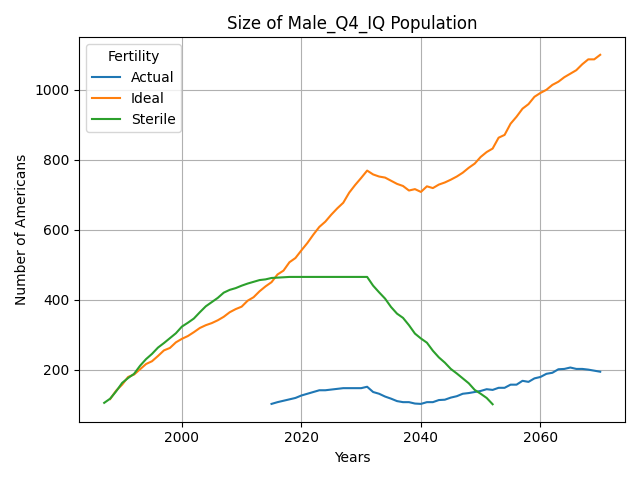 Size of Male_Q4_IQ Population
Fertility
Actual
Ideal
Sterile
Number of Americans
1000
800
600
400
200
2000
2020
2040
2060
Years